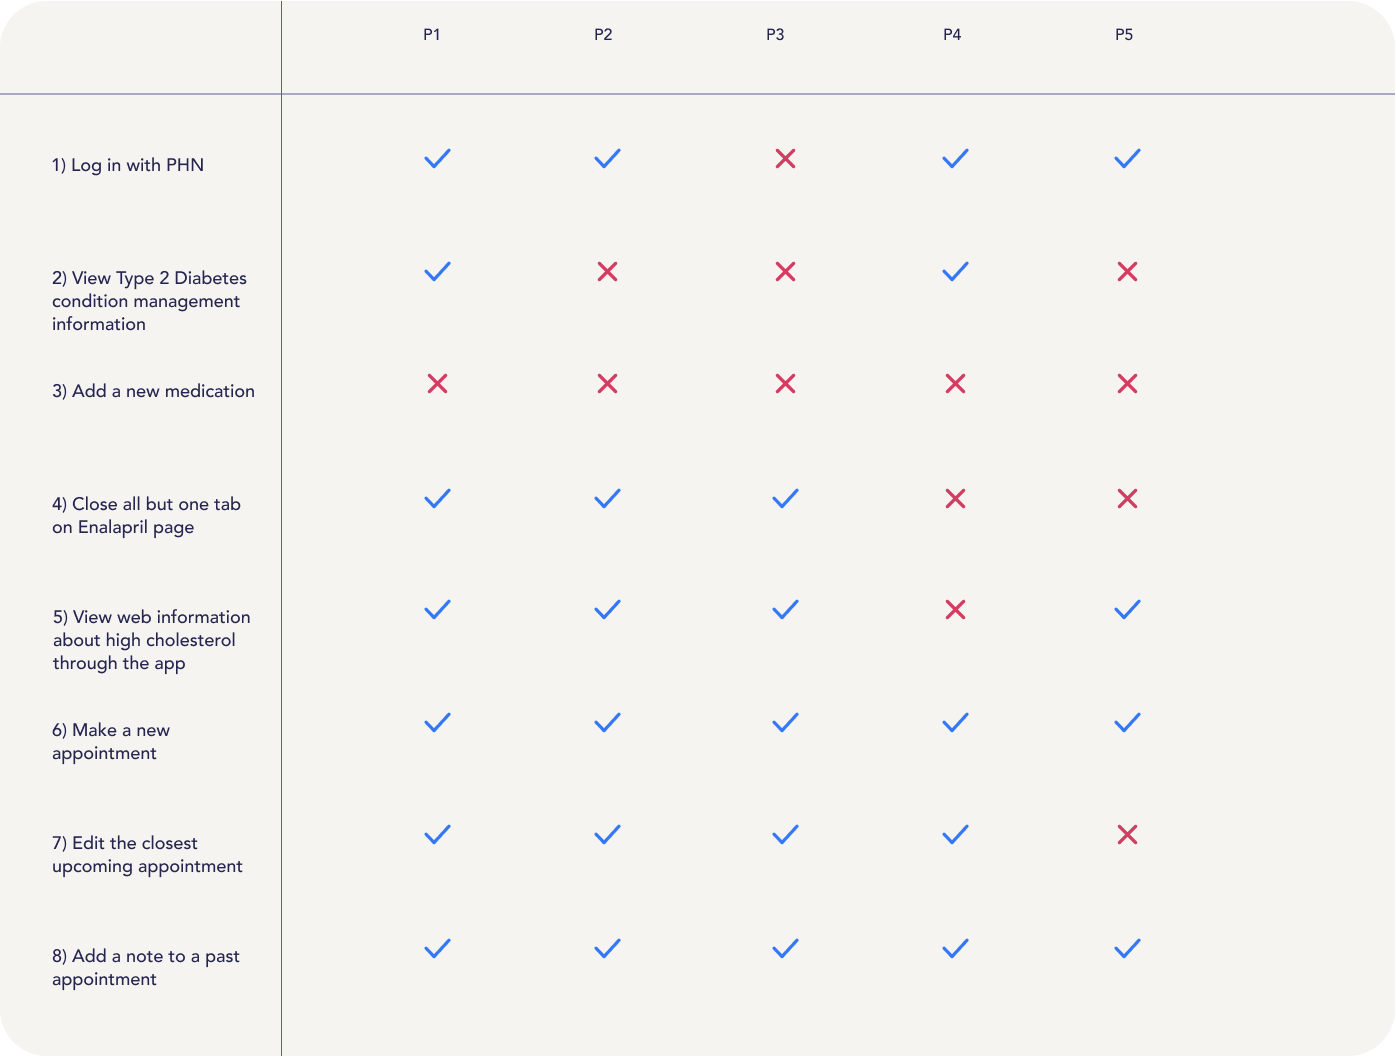 P1 P2 P3 P4 P5
1) Log in with PHN
2) View Type 2 Diabetes
condition management
information
3) Add a new medication
4) Close all but one tab
on Enalapril page
5) View web information
about high cholesterol
through the app
6) Make a new
appointment
7) Edit the closest
upcoming appointment
8) Add a note to a past
appointment